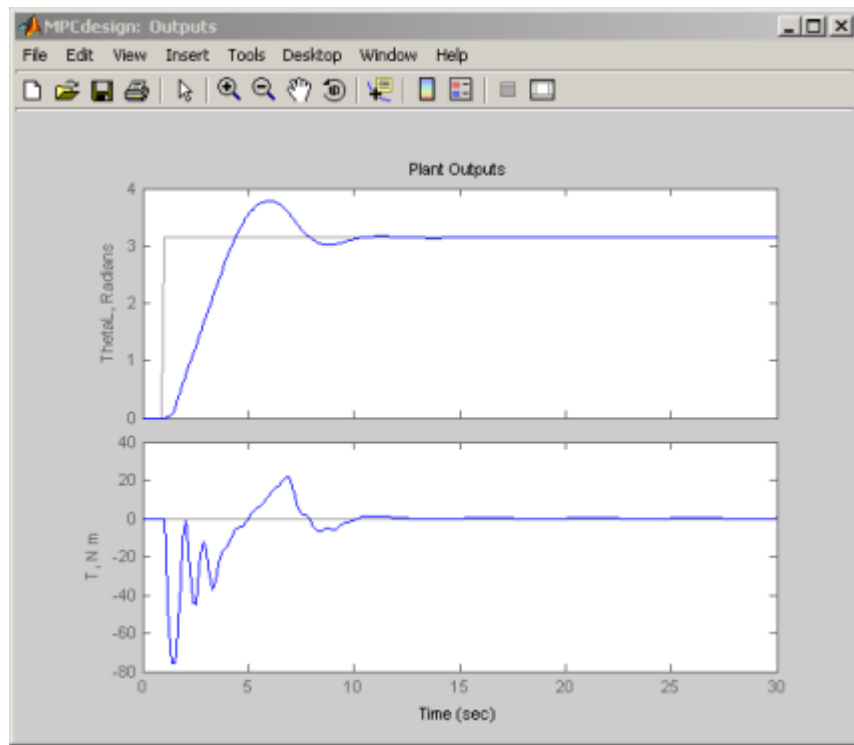 MPCdesign: Outputs
File Edit View Insert Tools Desktop Window Help
Plant Outputs
4
3
2
1
0
ThetaL, Radians
40
20
0
-20
-40
-60
-80
T, N m
0 5 10 15 20 25 30
Time (sec)